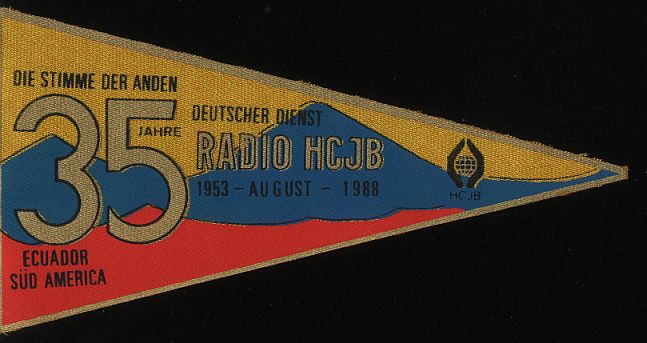 DIE STIMME DER ANDEN
35
JAHRE
DEUTSCHER DIENST
RADIO HCJB
1953 - AUGUST - 1988
HCJB
ECUADOR
SÜD AMERICA